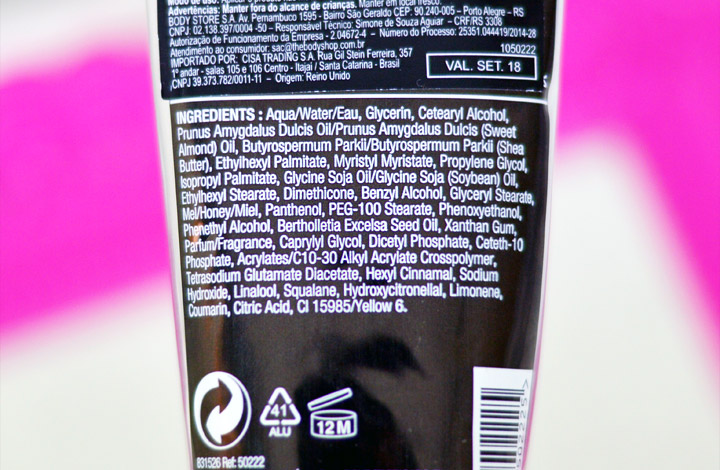 Advertências: Manter fora do alcance de crianças. Manter em local fresco.
BODY STORE S.A. Av. Pernambuco 1595 - Bairro São Geraldo CEP. 90.240-005 - Porto Alegre – RS
CNPJ: 02.138.397/0004 -50 – Responsável Técnico: Simone de Souza Aguiar – CRF/RS 3308
Autorização de Funcionamento da Empresa - 2.04672-4 – Número do Processo: 25351.044419/2014-28
Atendimento ao consumidor: sac@thebodyshop.com.br 1050222
IMPORTADO POR: CISA TRADING S.A. Rua Gil Stein Ferreira, 357
1º andar - salas 105 e 106 Centro - Itajaí / Santa Catarina - Brasil
CNPJ 39.373.782/0011-11 – Origem: Reino Unido
VAL. SET. 18
INGREDIENTS : Aqua/Water/Eau, Glycerin, Cetearyl Alcohol,
Prunus Amygdalus Dulcis Oil/Prunus Amygdalus Dulcis (Sweet
Almond) Oil, Butyrospermum Parkii/Butyrospermum Parkii (Shea
Butter), Ethylhexyl Palmitate, Myristyl Myristate, Propylene Glycol,
Isopropyl Palmitate, Glycine Soja Oil/Glycine Soja (Soybean) Oil,
Ethylhexyl Stearate, Dimethicone, Benzyl Alcohol, Glyceryl Stearate,
Mel/Honey/Miel, Panthenol, PEG-100 Stearate, Phenoxyethanol,
Phenethyl Alcohol, Bertholletia Excelsa Seed Oil, Xanthan Gum,
Parfum/Fragrance, Caprylyl Glycol, Dicetyl Phosphate, Ceteth-10
Phosphate, Acrylates/C10-30 Alkyl Acrylate Crosspolymer,
Tetrasodium Glutamate Diacetate, Hexyl Cinnamal, Sodium
Hydroxide, Linalool, Squalane, Hydroxycitronellal, Limonene,
Coumarin, Citric Acid, CI 15985/Yellow 6.
41
ALU
12 M
831526 Ref: 50222